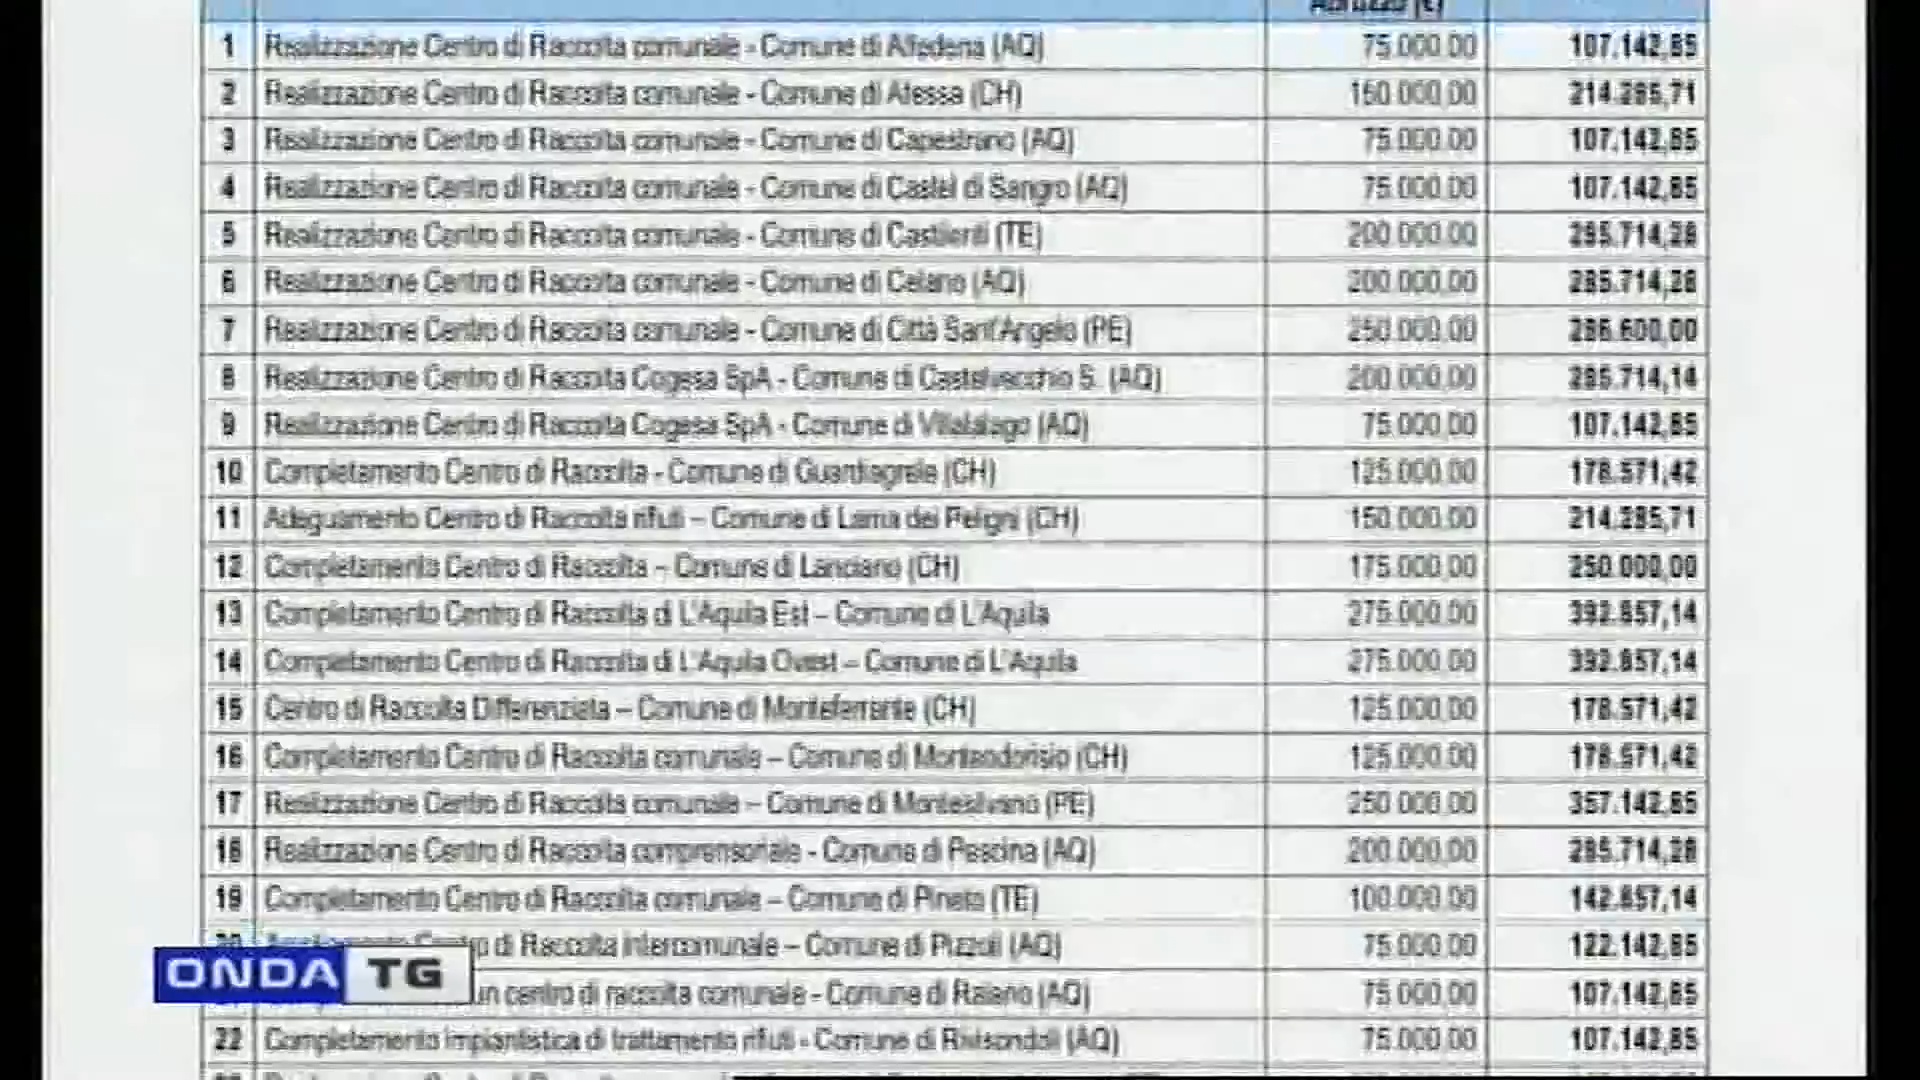 Abruzzo (€)
1 Realizzazione Centro di Raccolta comunale - Comune di Alfedena (AQ) 75.000,00 107.142,85
2 Realizzazione Centro di Raccolta comunale - Comune di Atessa (CH) 150.000,00 214.285,71
3 Realizzazione Centro di Raccolta comunale - Comune di Capestrano (AQ) 75.000,00 107.142,85
4 Realizzazione Centro di Raccolta comunale - Comune di Castel di Sangro (AQ) 75.000,00 107.142,85
5 Realizzazione Centro di Raccolta comunale - Comune di Castilenti (TE) 200.000,00 285.714,28
6 Realizzazione Centro di Raccolta comunale - Comune di Celano (AQ) 200.000,00 285.714,28
7 Realizzazione Centro di Raccolta comunale - Comune di Città Sant'Angelo (PE) 250.000,00 286.600,00
8 Realizzazione Centro di Raccolta Cogesa SpA - Comune di Castelvecchio S. (AQ) 200.000,00 285.714,14
9 Realizzazione Centro di Raccolta Cogesa SpA - Comune di Villalalago (AQ) 75.000,00 107.142,85
10 Completamento Centro di Raccolta - Comune di Guardiagrele (CH) 125.000,00 178.571,42
11 Adeguamento Centro di Raccolta rifiuti – Comune di Lama dei Peligni (CH) 150.000,00 214.285,71
12 Completamento Centro di Raccolta – Comune di Lanciano (CH) 175.000,00 250.000,00
13 Completamento Centro di Raccolta di L'Aquila Est – Comune di L'Aquila 275.000,00 392.857,14
14 Completamento Centro di Raccolta di L'Aquila Ovest – Comune di L'Aquila 275.000,00 392.857,14
15 Centro di Raccolta Differenziata – Comune di Monteferrante (CH) 125.000,00 178.571,42
16 Completamento Centro di Raccolta comunale – Comune di Monteodorisio (CH) 125.000,00 178.571,42
17 Realizzazione Centro di Raccolta comunale – Comune di Montesilvano (PE) 250.000,00 357.142,85
18 Realizzazione Centro di Raccolta comprensoriale - Comune di Pescina (AQ) 200.000,00 285.714,28
19 Completamento Centro di Raccolta comunale – Comune di Pineto (TE) 100.000,00 142.857,14
20 Centro di Raccolta intercomunale – Comune di Pizzoli (AQ) 75.000,00 122.142,85
un centro di raccolta comunale - Comune di Raiano (AQ) 75.000,00 107.142,85
22 Completamento impiantistica di trattamento rifiuti - Comune di Rivisondoli (AQ) 75.000,00 107.142,85
ONDA TG